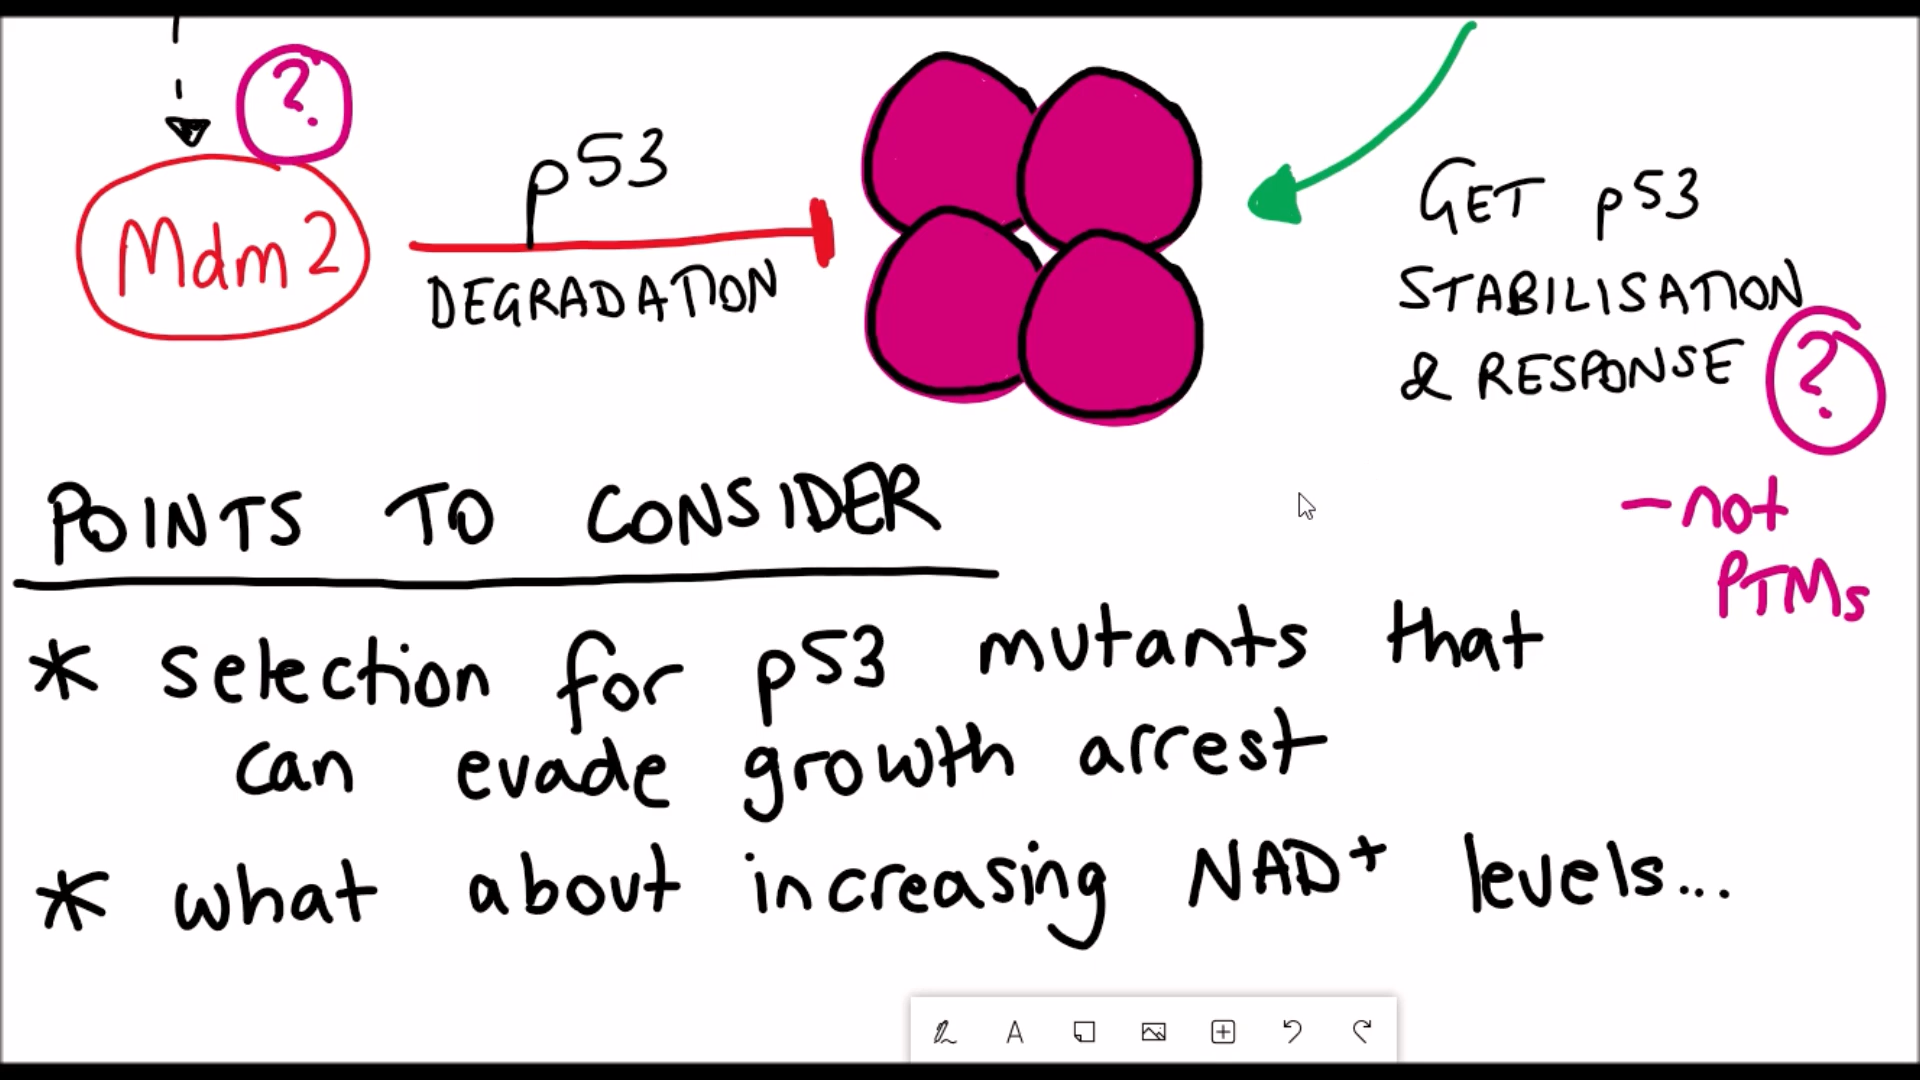 ?
Mdm2
p53
DEGRADATION
GET p53
STABILISATION
& RESPONSE
?
- not
PTMs
POINTS TO CONSIDER
* selection for p53 mutants that
can evade growth arrest
* what about increasing NAD+ levels...
A